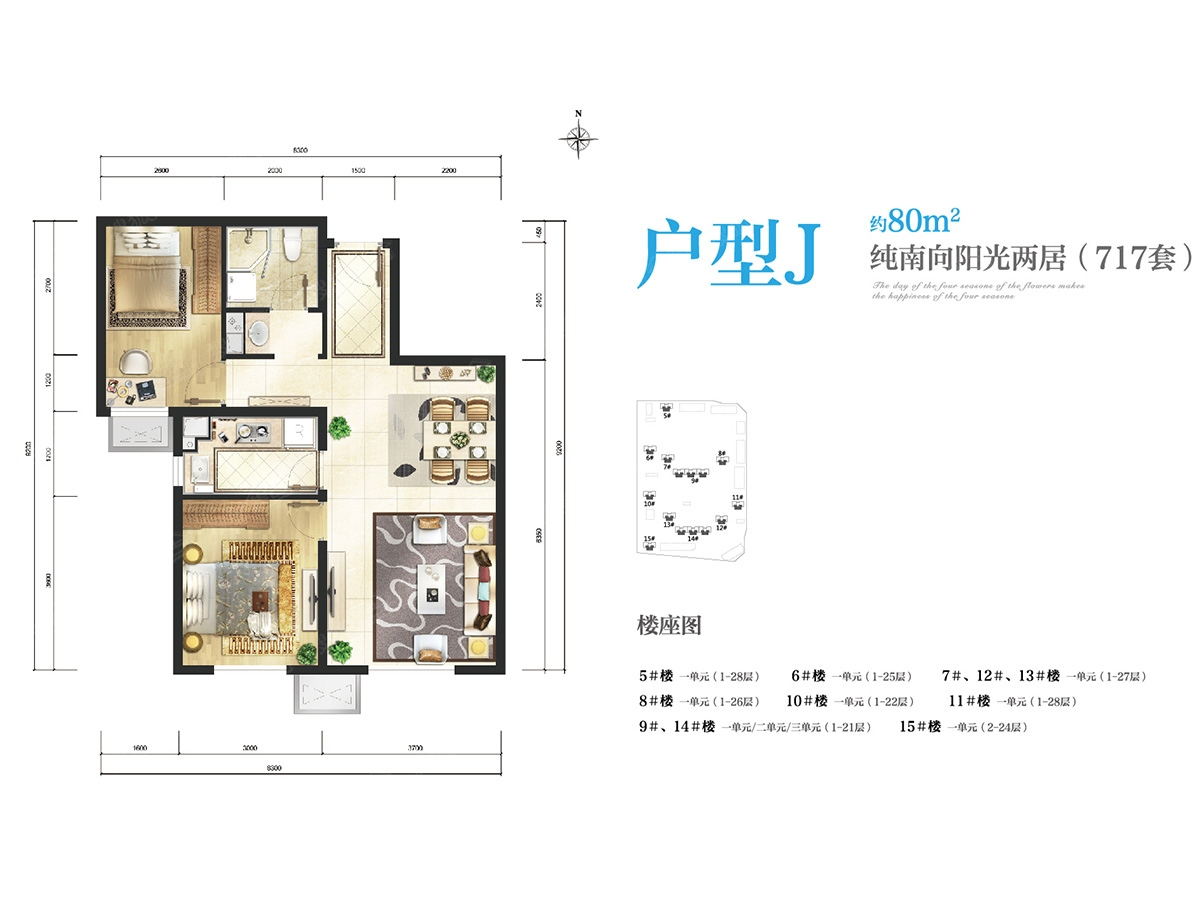 N
8300
2600
2000
1500
2200
户型J
约80m²
纯南向阳光两居（717套）
The day of the four seasons of the flowers makes
the happiness of the four seasons
450
2400
6350
9200
2700
1200
1700
3600
9200
5#
6#
7#
8#
9#
10#
11#
12#
13#
14#
15#
楼座图
5#楼 一单元（1-28层） 6#楼 一单元（1-25层） 7#、12#、13#楼 一单元（1-27层）
8#楼 一单元（1-26层） 10#楼 一单元（1-22层） 11#楼 一单元（1-28层）
9#、14#楼 一单元/二单元/三单元（1-21层） 15#楼 一单元（2-24层）
1600
3000
3700
8300